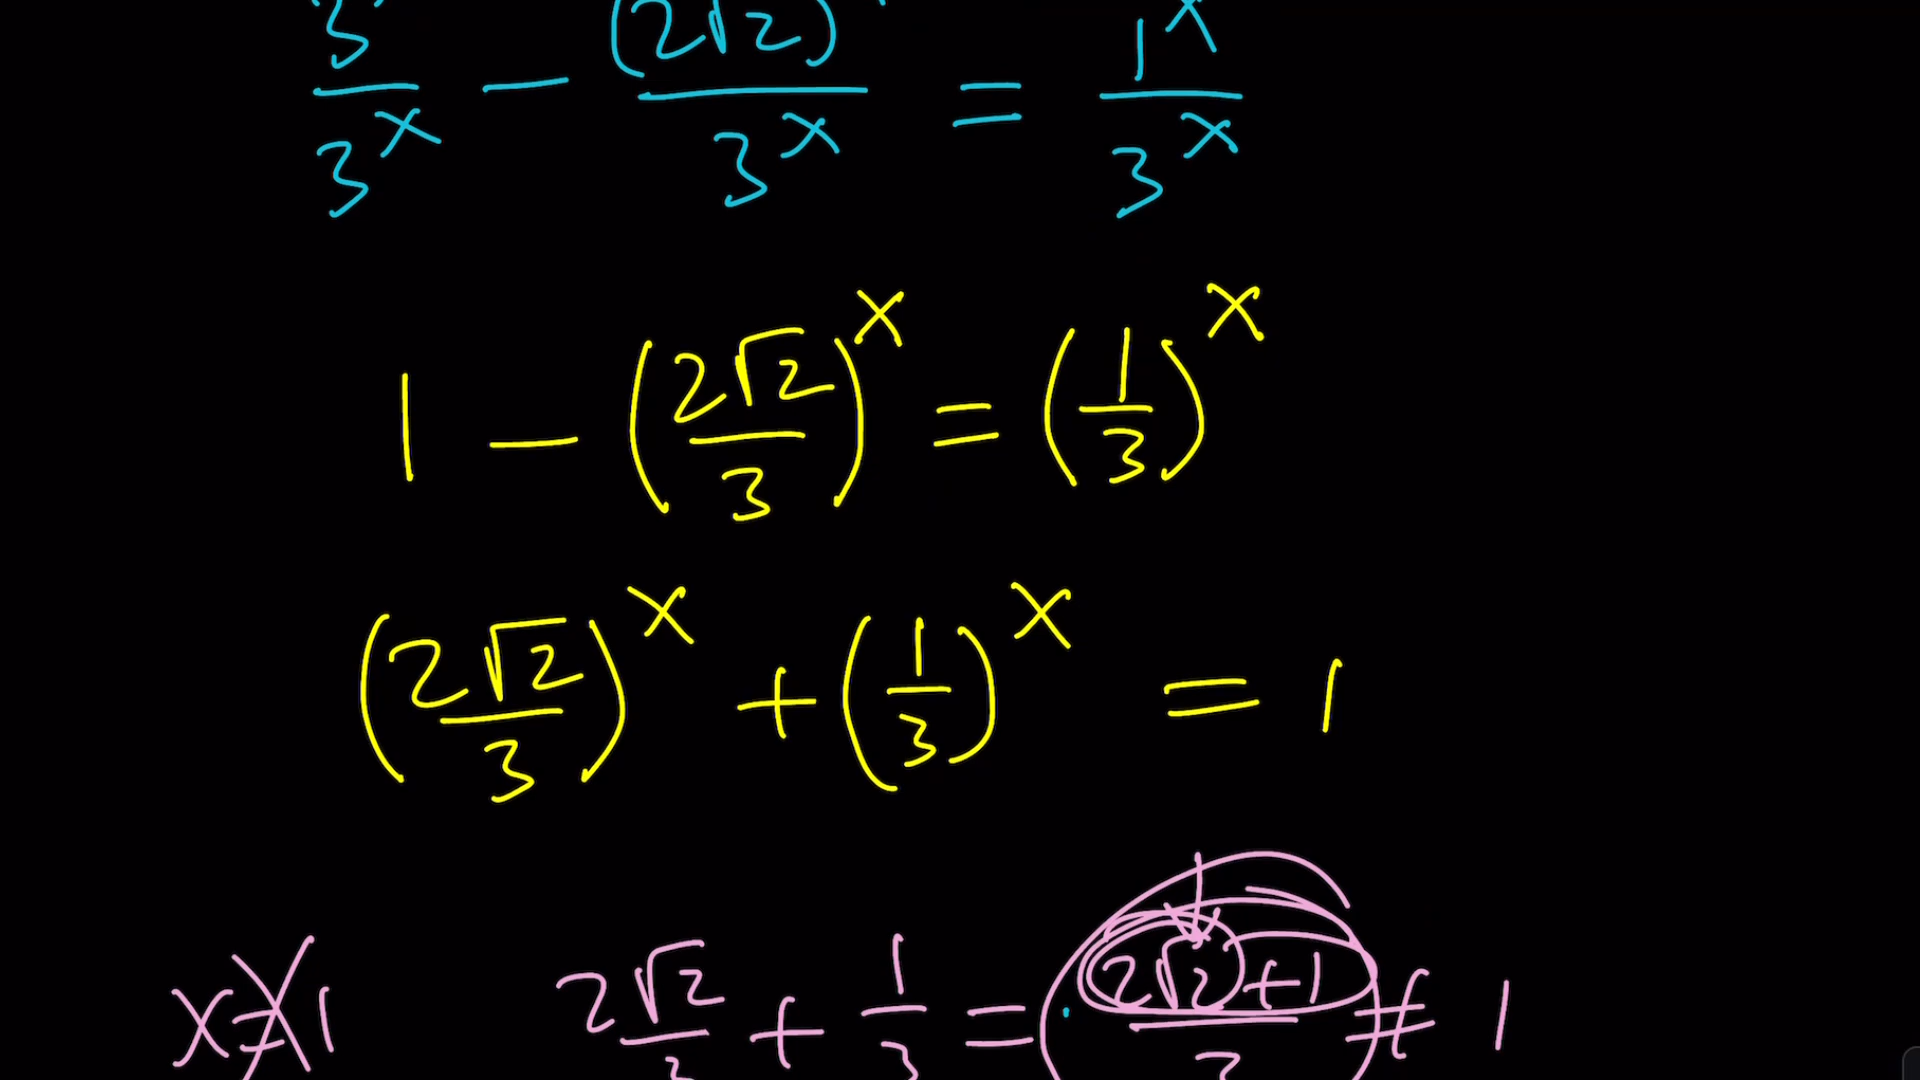 3^x/3^x − (2√2)^x/3^x = 1^x/3^x
1 − (2√2/3)^x = (1/3)^x
(2√2/3)^x + (1/3)^x = 1
x=1 2√2/3 + 1/3 = (2√2+1)/3 ≠ 1